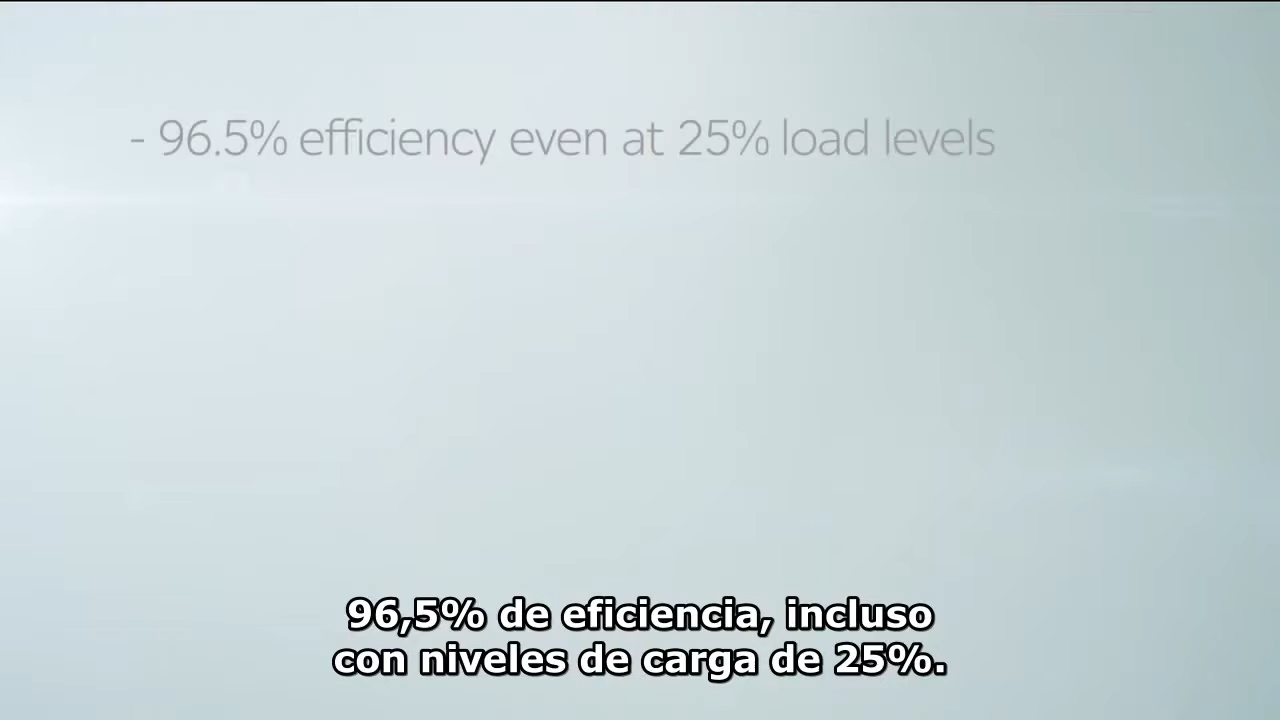 - 96.5% efficiency even at 25% load levels
96,5% de eficiencia, incluso
con niveles de carga de 25%.